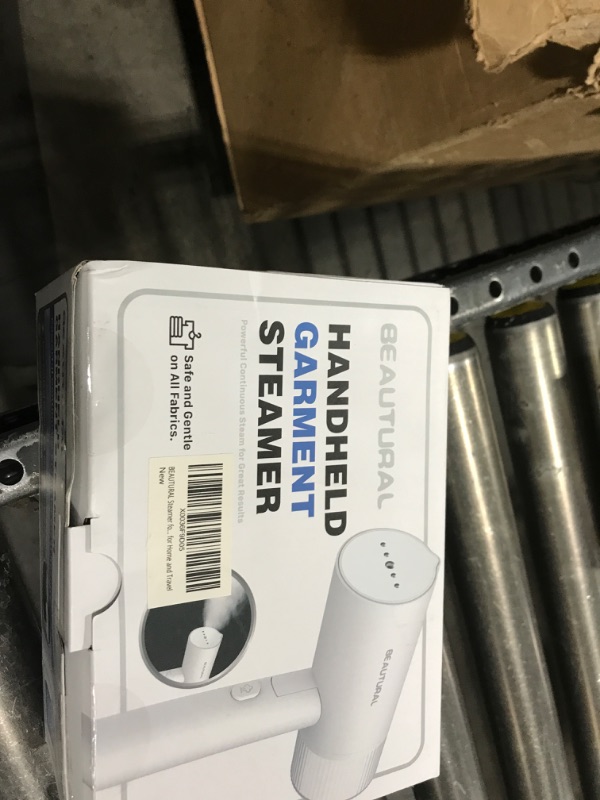 BEAUTURAL
HANDHELD
GARMENT
STEAMER
Powerful Continuous Steam for Great Results
Safe and Gentle
on All Fabrics.
BEAUTURAL Steamer fo... for Home and Travel
New
BEAUTURAL